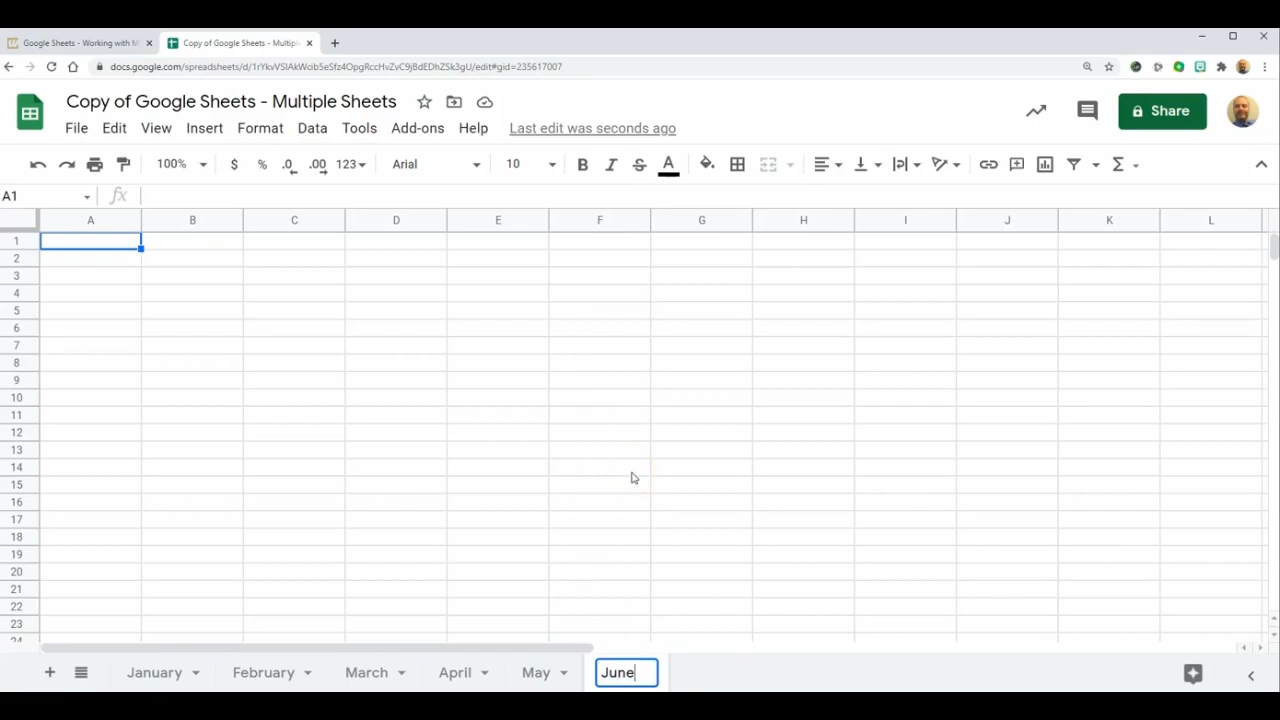 Google Sheets - Working with M
Copy of Google Sheets - Multiple
docs.google.com/spreadsheets/d/1rYkvVSIAkWcib5eSfz4OpgRccHvZvC9jBdEDhZSk3gU/edit#gid=235617007
Copy of Google Sheets - Multiple Sheets
File Edit View Insert Format Data Tools Add-ons Help Last edit was seconds ago
Share
100% $ % .0 .00 123 Arial 10 B I S A Σ
A1 fx
A B C D E F G H I J K L
1
2
3
4
5
6
7
8
9
10
11
12
13
14
15
16
17
18
19
20
21
22
23
24
+ January February March April May June